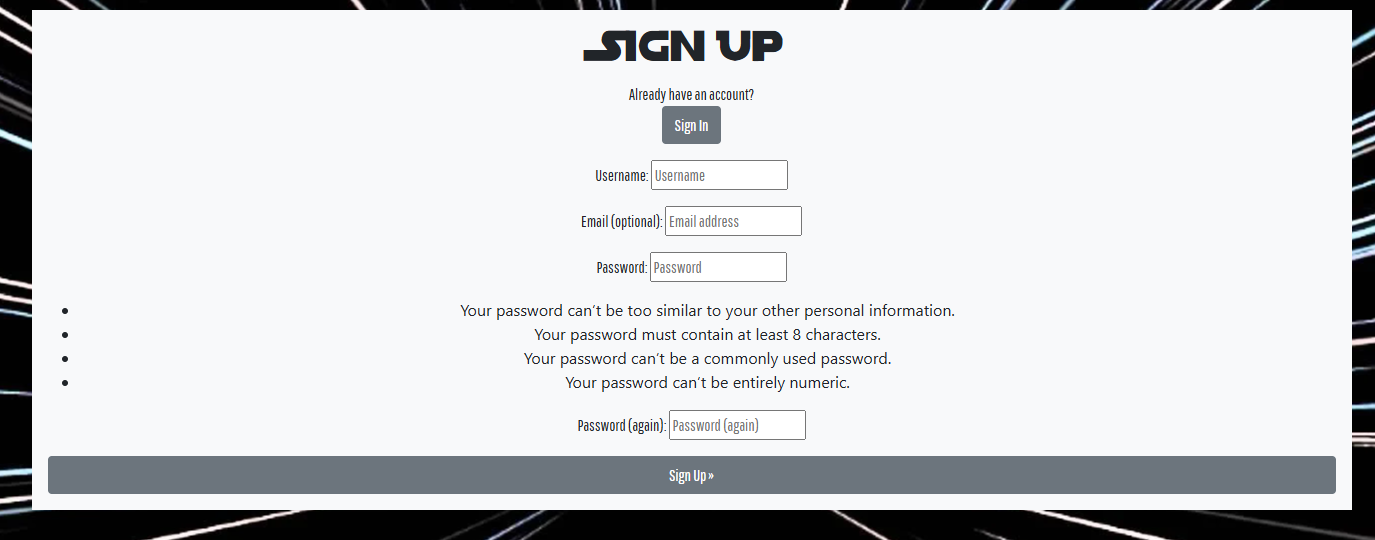 SIGN UP
Already have an account?
Sign In
Username: Username
Email (optional): Email address
Password: Password
• Your password can't be too similar to your other personal information.
• Your password must contain at least 8 characters.
• Your password can't be a commonly used password.
• Your password can't be entirely numeric.
Password (again): Password (again)
Sign Up »